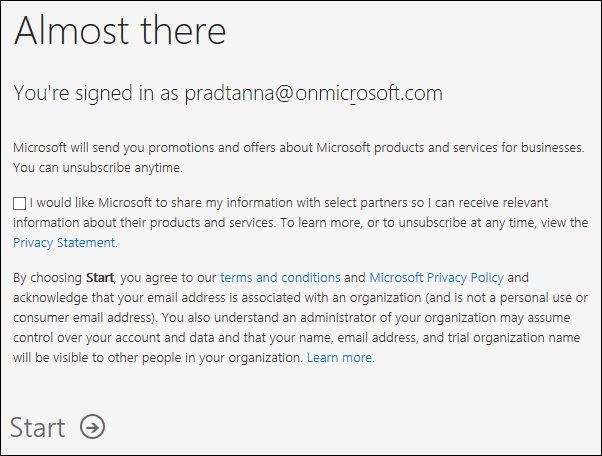 Almost there
You're signed in as pradtanna@onmicrosoft.com
Microsoft will send you promotions and offers about Microsoft products and services for businesses.
You can unsubscribe anytime.
I would like Microsoft to share my information with select partners so I can receive relevant
information about their products and services. To learn more, or to unsubscribe at any time, view the
Privacy Statement.
By choosing Start, you agree to our terms and conditions and Microsoft Privacy Policy and
acknowledge that your email address is associated with an organization (and is not a personal use or
consumer email address). You also understand an administrator of your organization may assume
control over your account and data and that your name, email address, and trial organization name
will be visible to other people in your organization. Learn more.
Start